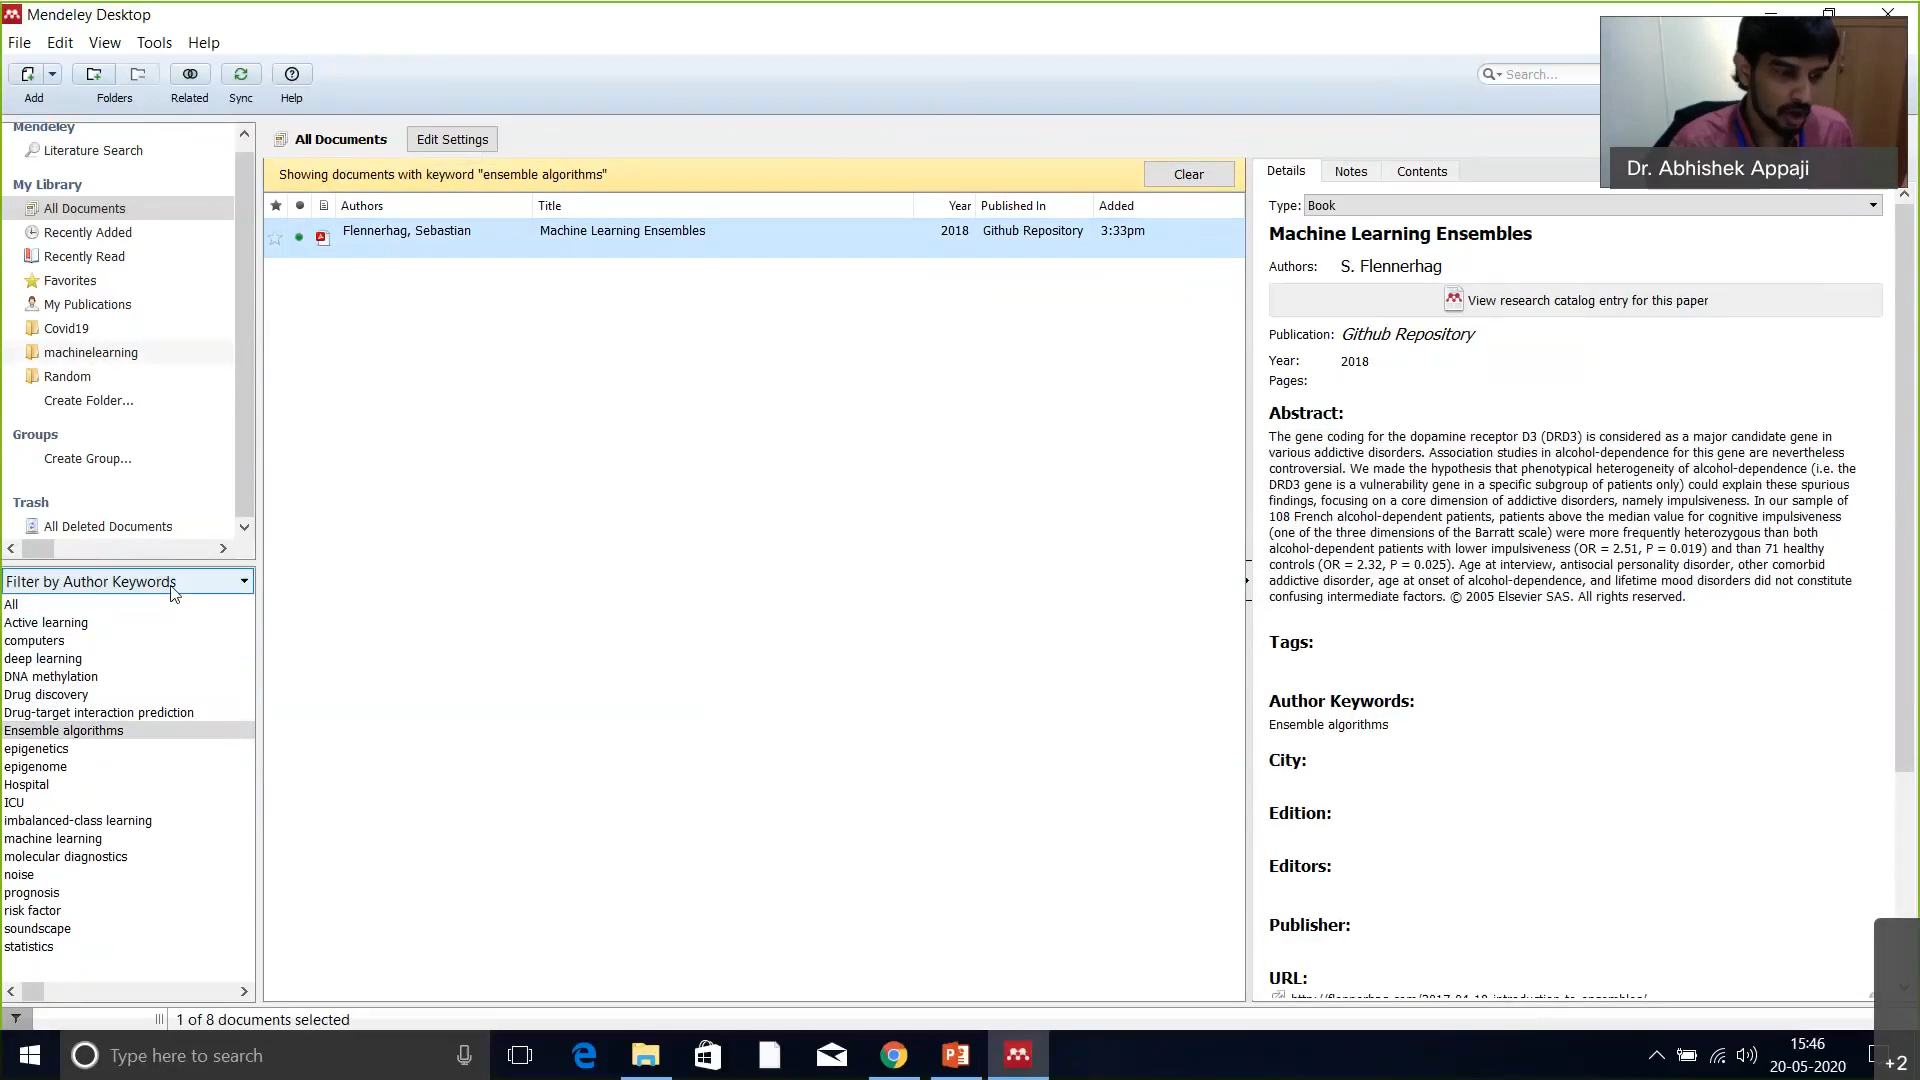 Mendeley Desktop
File Edit View Tools Help
Search...
Add Folders Related Sync Help
Dr. Abhishek Appaji
Mendeley
Literature Search
My Library
All Documents
Recently Added
Recently Read
Favorites
My Publications
Covid19
machinelearning
Random
Create Folder...
Groups
Create Group...
Trash
All Deleted Documents
Filter by Author Keywords
All
Active learning
computers
deep learning
DNA methylation
Drug discovery
Drug-target interaction prediction
Ensemble algorithms
epigenetics
epigenome
Hospital
ICU
imbalanced-class learning
machine learning
molecular diagnostics
noise
prognosis
risk factor
soundscape
statistics
All Documents Edit Settings
Showing documents with keyword "ensemble algorithms" Clear
Authors Title Year Published In Added
Flennerhag, Sebastian Machine Learning Ensembles 2018 Github Repository 3:33pm
Details Notes Contents
Type: Book
Machine Learning Ensembles
Authors: S. Flennerhag
View research catalog entry for this paper
Publication: Github Repository
Year: 2018
Pages:
Abstract:
The gene coding for the dopamine receptor D3 (DRD3) is considered as a major candidate gene in
various addictive disorders. Association studies in alcohol-dependence for this gene are nevertheless
controversial. We made the hypothesis that phenotypical heterogeneity of alcohol-dependence (i.e. the
DRD3 gene is a vulnerability gene in a specific subgroup of patients only) could explain these spurious
findings, focusing on a core dimension of addictive disorders, namely impulsiveness. In our sample of
108 French alcohol-dependent patients, patients above the median value for cognitive impulsiveness
(one of the three dimensions of the Barratt scale) were more frequently heterozygous than both
alcohol-dependent patients with lower impulsiveness (OR = 2.51, P = 0.019) and than 71 healthy
controls (OR = 2.32, P = 0.025). Age at interview, antisocial personality disorder, other comorbid
addictive disorder, age at onset of alcohol-dependence, and lifetime mood disorders did not constitute
confusing intermediate factors. © 2005 Elsevier SAS. All rights reserved.
Tags:
Author Keywords:
Ensemble algorithms
City:
Edition:
Editors:
Publisher:
URL:
http://flennerhag.com/2017-04-18-introduction-to-ensembles/
1 of 8 documents selected
Type here to search
15:46
20-05-2020
+2